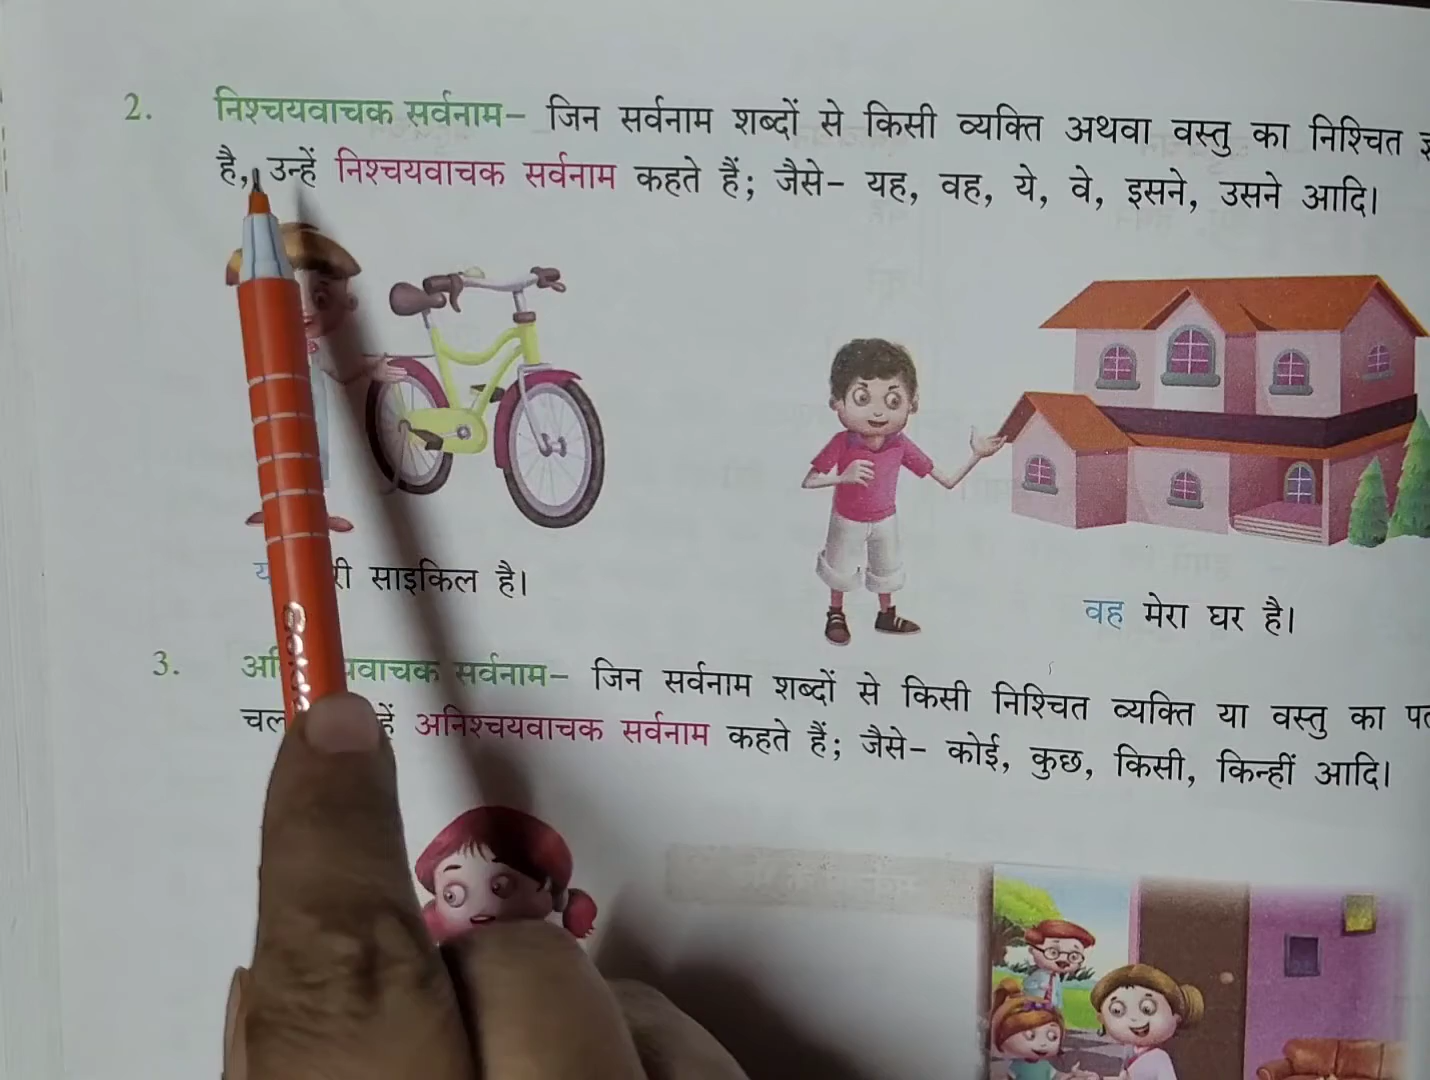 2. निश्चयवाचक सर्वनाम– जिन सर्वनाम शब्दों से किसी व्यक्ति अथवा वस्तु का निश्चित
है, उन्हें निश्चयवाचक सर्वनाम कहते हैं; जैसे– यह, वह, ये, वे, इसने, उसने आदि।
साइकिल है।
वह मेरा घर है।
3. सर्वनाम– जिन सर्वनाम शब्दों से किसी निश्चित व्यक्ति या वस्तु का
अनिश्चयवाचक सर्वनाम कहते हैं; जैसे– कोई, कुछ, किसी, किन्हीं आदि।